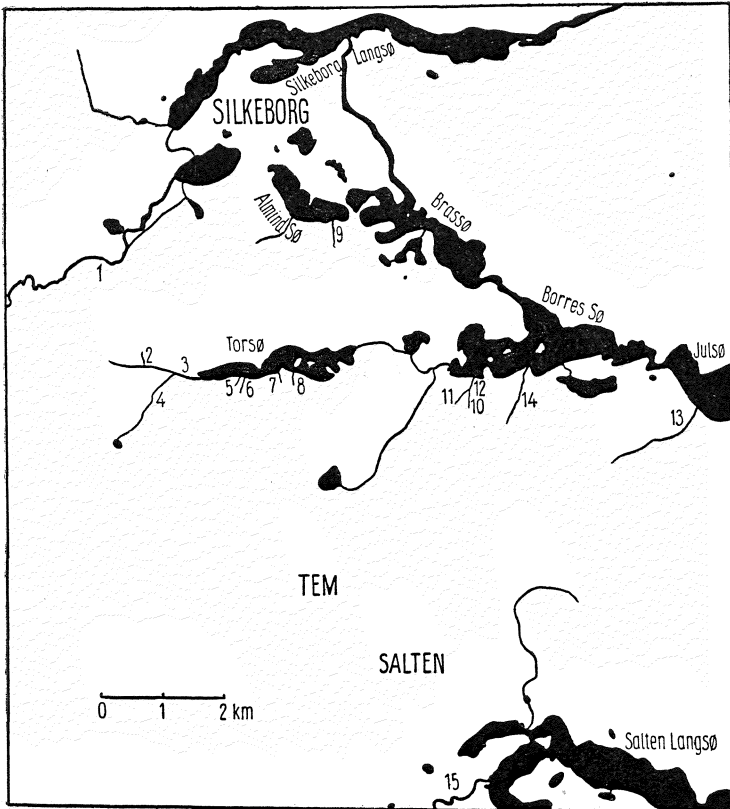 Silkeborg Langsø
SILKEBORG
Almind Sø
9
Brassø
1
Borres Sø
Torsø
Julsø
2
3
4
5
6
7
8
11
12
10
14
13
TEM
SALTEN
0 1 2 km
Salten Langsø
15